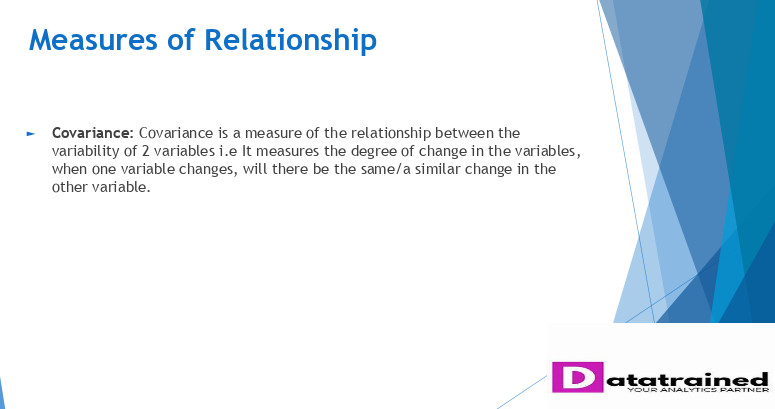 Measures of Relationship
► Covariance: Covariance is a measure of the relationship between the
variability of 2 variables i.e It measures the degree of change in the variables,
when one variable changes, will there be the same/a similar change in the
other variable.
Datatrained
YOUR ANALYTICS PARTNER